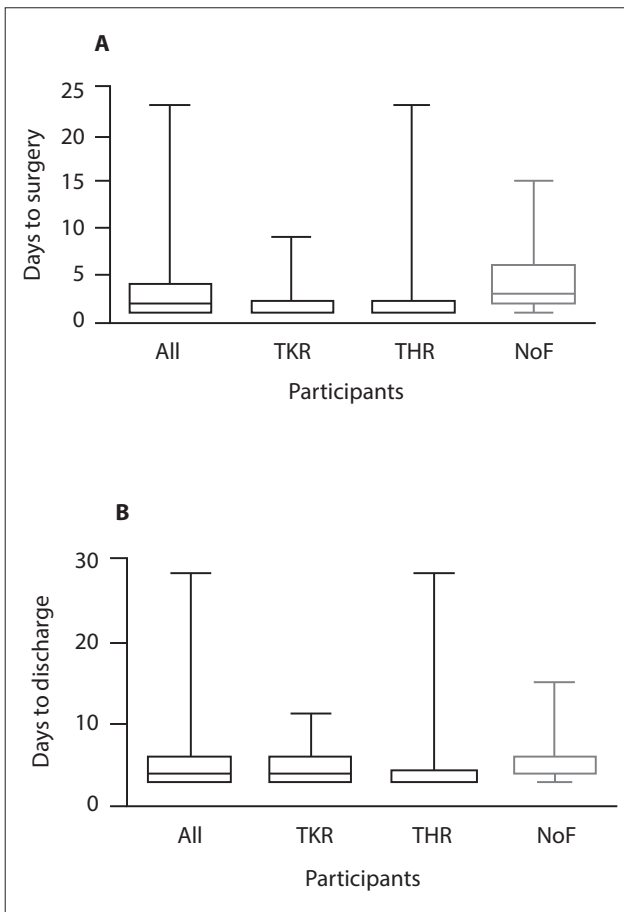 A
25
20
15
10
5
0
Days to surgery
All TKR THR NoF
Participants
B
30
20
10
0
Days to discharge
All TKR THR NoF
Participants